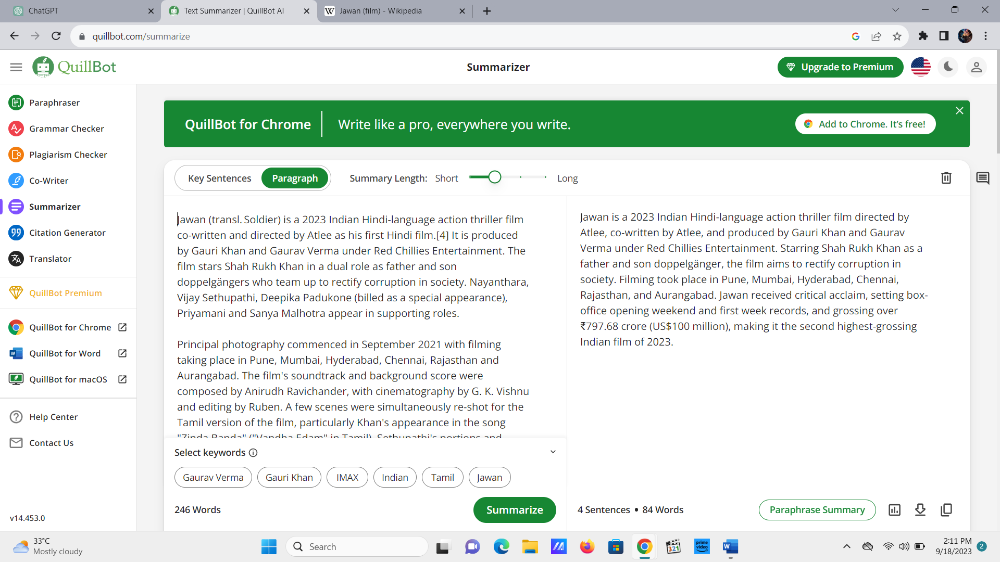 ChatGPT
Text Summarizer | QuillBot AI
W Jawan (film) - Wikipedia
quillbot.com/summarize
QuillBot
Summarizer
Upgrade to Premium
Paraphraser
Grammar Checker
Plagiarism Checker
Co-Writer
Summarizer
Citation Generator
Translator
QuillBot Premium
QuillBot for Chrome
QuillBot for Word
QuillBot for macOS
Help Center
Contact Us
v14.453.0
QuillBot for Chrome
Write like a pro, everywhere you write.
Add to Chrome. It's free!
Key Sentences
Paragraph
Summary Length: Short
Long
Jawan (transl. Soldier) is a 2023 Indian Hindi-language action thriller film
co-written and directed by Atlee as his first Hindi film.[4] It is produced
by Gauri Khan and Gaurav Verma under Red Chillies Entertainment. The
film stars Shah Rukh Khan in a dual role as father and son
doppelgängers who team up to rectify corruption in society. Nayanthara,
Vijay Sethupathi, Deepika Padukone (billed as a special appearance),
Priyamani and Sanya Malhotra appear in supporting roles.
Principal photography commenced in September 2021 with filming
taking place in Pune, Mumbai, Hyderabad, Chennai, Rajasthan and
Aurangabad. The film's soundtrack and background score were
composed by Anirudh Ravichander, with cinematography by G. K. Vishnu
and editing by Ruben. A few scenes were simultaneously re-shot for the
Tamil version of the film, particularly Khan's appearance in the song
"Zinda Banda" ("Vandha Edam" in Tamil), Sethupathi's portions and
Select keywords
Gaurav Verma
Gauri Khan
IMAX
Indian
Tamil
Jawan
246 Words
Summarize
Jawan is a 2023 Indian Hindi-language action thriller film directed by
Atlee, co-written by Atlee, and produced by Gauri Khan and Gaurav
Verma under Red Chillies Entertainment. Starring Shah Rukh Khan as a
father and son doppelgänger, the film aims to rectify corruption in
society. Filming took place in Pune, Mumbai, Hyderabad, Chennai,
Rajasthan, and Aurangabad. Jawan received critical acclaim, setting box-
office opening weekend and first week records, and grossing over
₹797.68 crore (US$100 million), making it the second highest-grossing
Indian film of 2023.
4 Sentences • 84 Words
Paraphrase Summary
33°C
Mostly cloudy
Search
321
prime
video
W
2:11 PM
9/18/2023
2